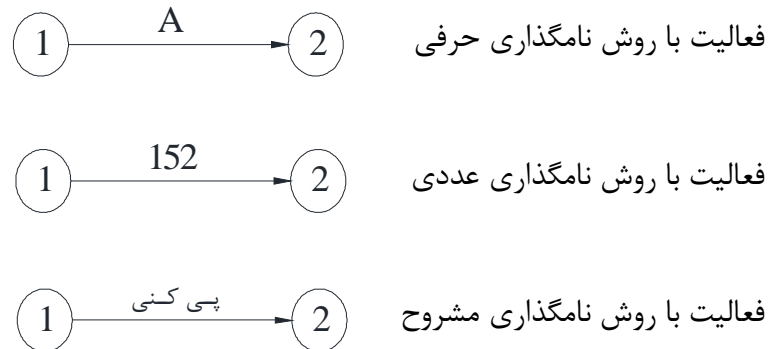 فعالیت با روش نامگذاری حرفی
1 A 2
فعالیت با روش نامگذاری عددی
1 152 2
فعالیت با روش نامگذاری مشروح
1 پی کنی 2